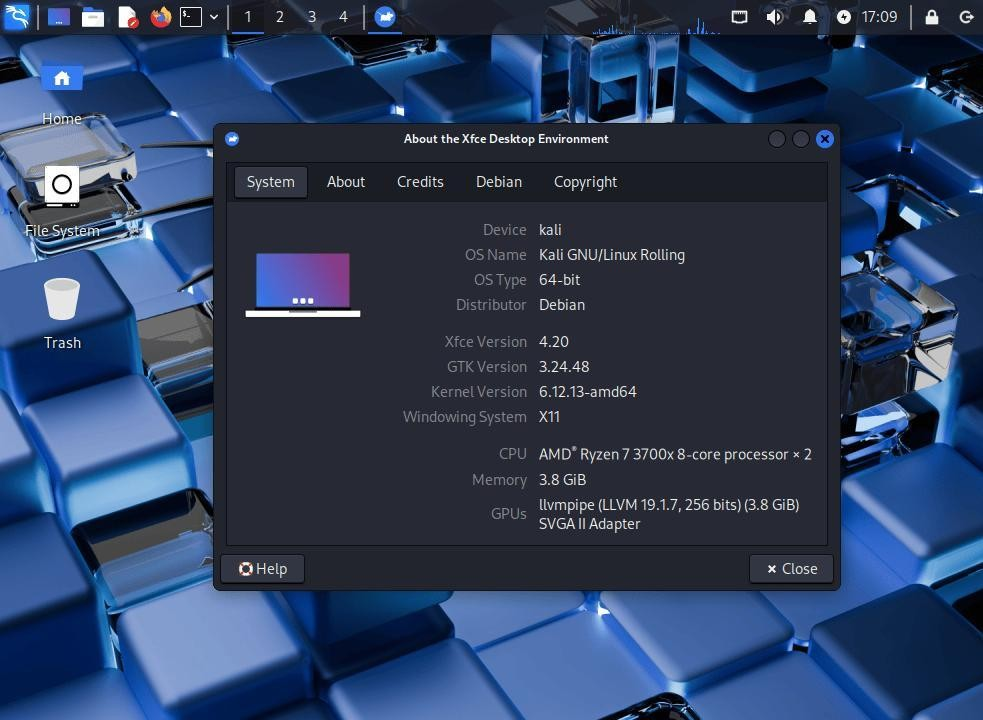 1 2 3 4 17:09
Home
File System
Trash
About the Xfce Desktop Environment
System About Credits Debian Copyright
Device kali
OS Name Kali GNU/Linux Rolling
OS Type 64-bit
Distributor Debian
Xfce Version 4.20
GTK Version 3.24.48
Kernel Version 6.12.13-amd64
Windowing System X11
CPU AMD® Ryzen 7 3700x 8-core processor × 2
Memory 3.8 GiB
GPUs llvmpipe (LLVM 19.1.7, 256 bits) (3.8 GiB)
SVGA II Adapter
Help Close